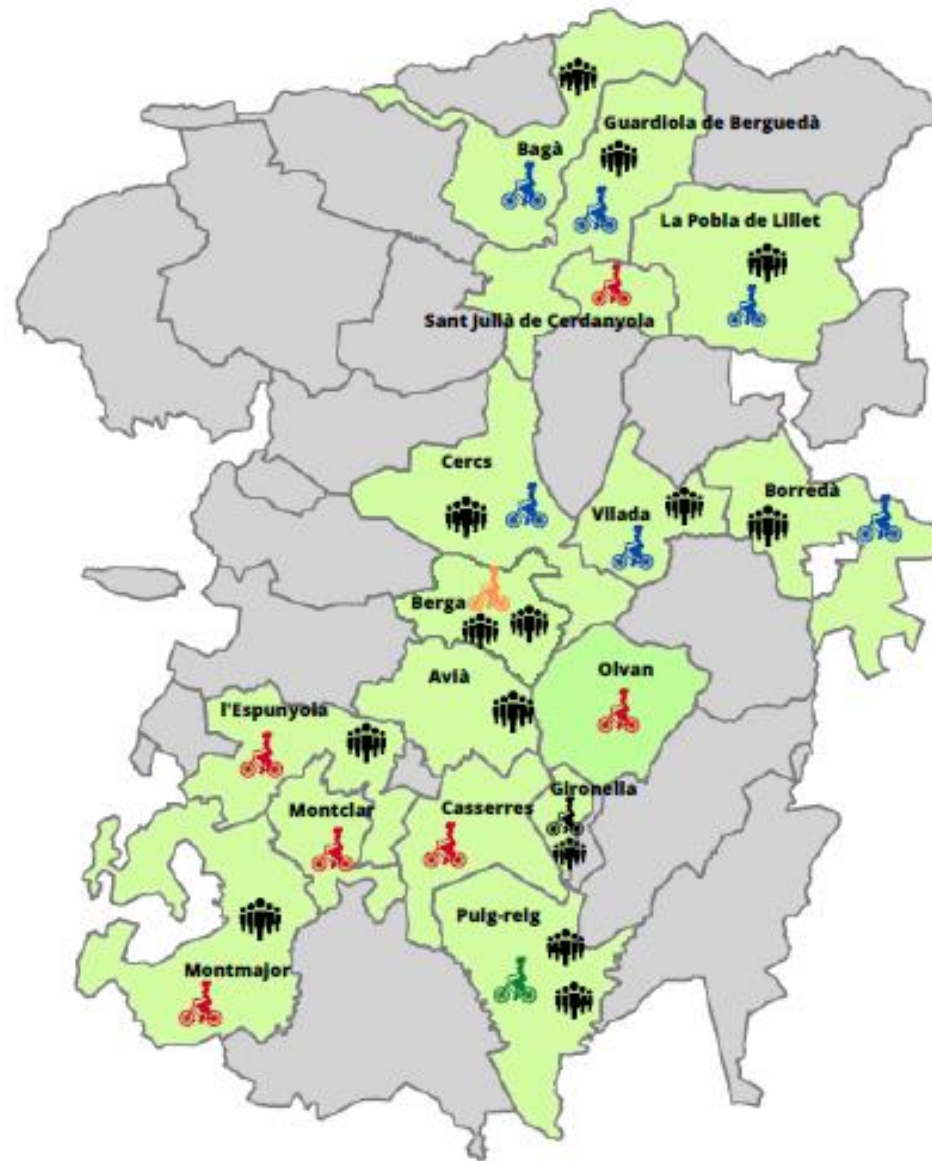 Guardiola de Berguedà
Bagà
La Pobla de Lillet
Sant Julià de Cerdanyola
Cercs
Vilada
Borredà
Berga
Avià
Olvan
l'Espunyola
Gironella
Montclar
Casserres
Puig-reig
Montmajor